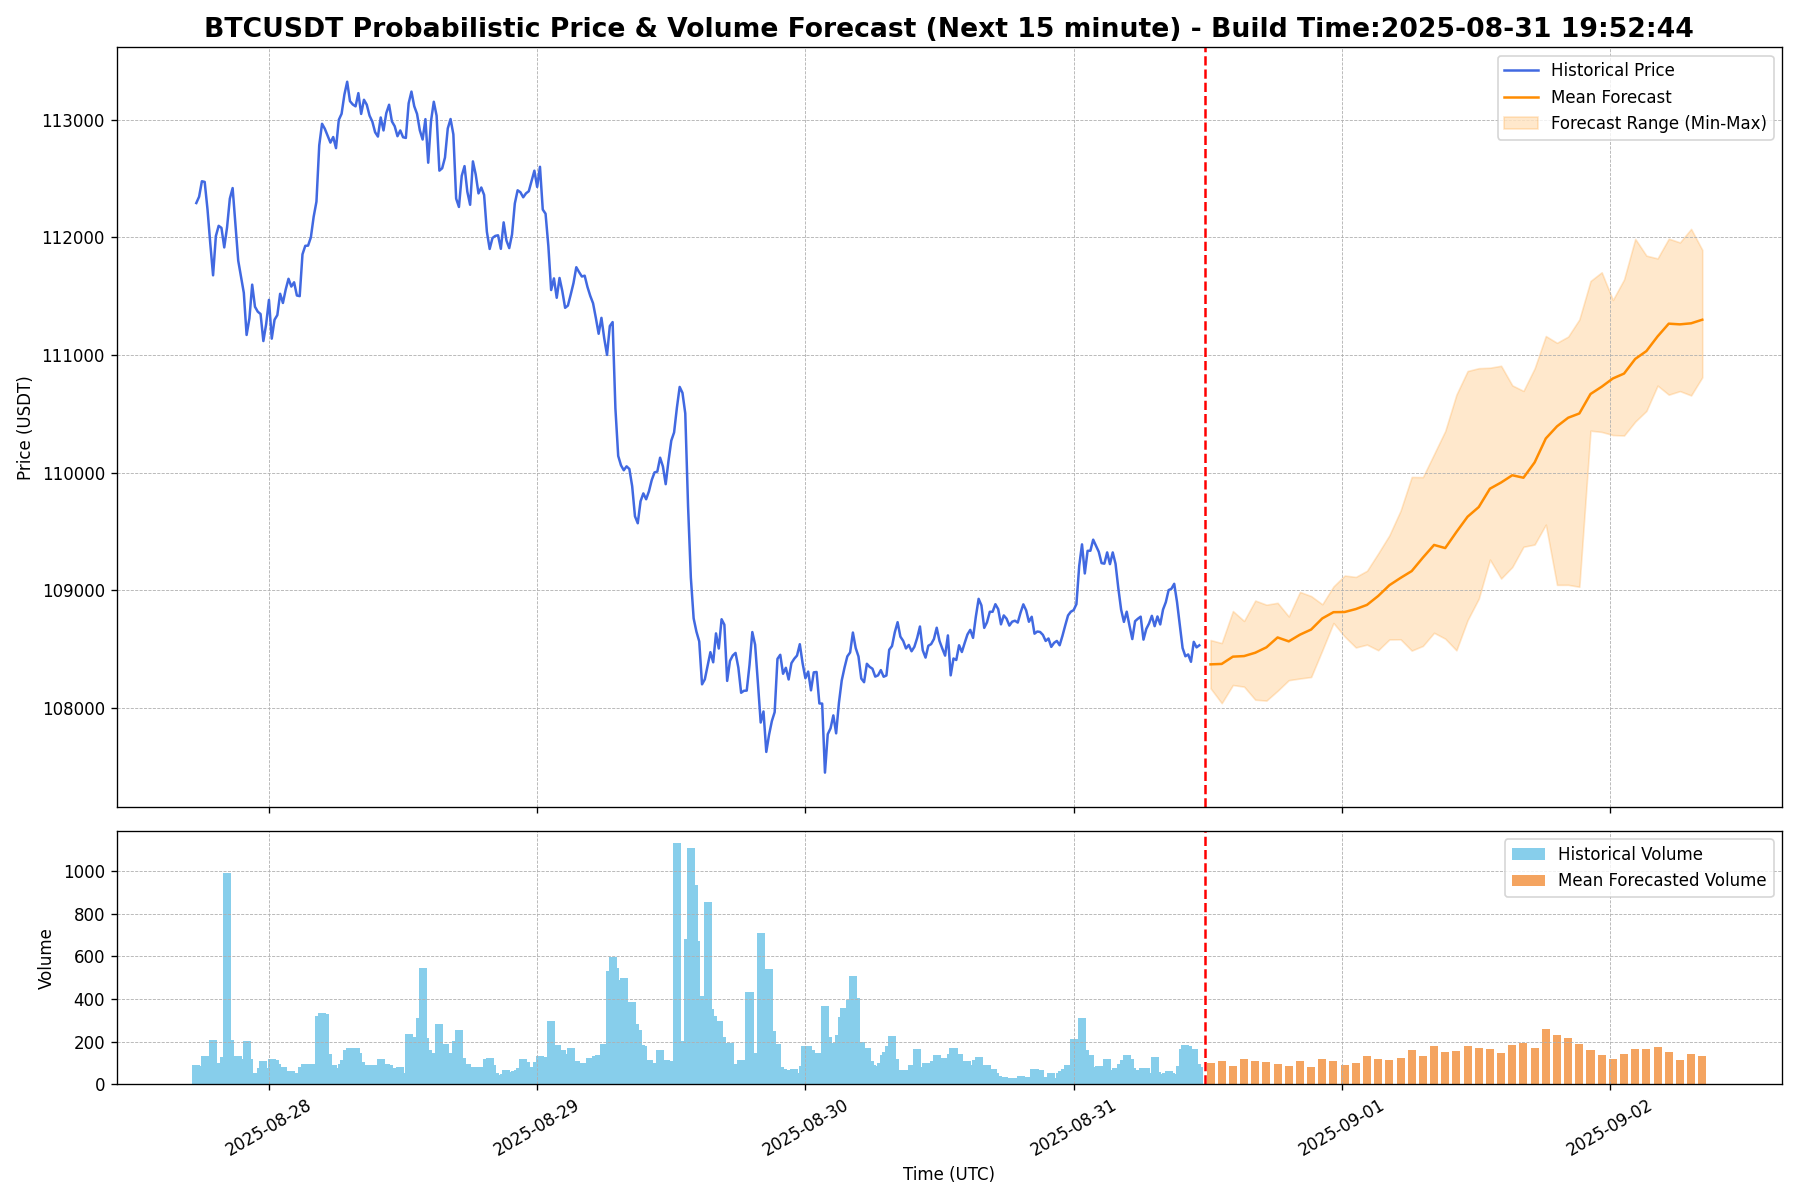 BTCUSDT Probabilistic Price & Volume Forecast (Next 15 minute) - Build Time:2025-08-31 19:52:44
Historical Price
Mean Forecast
Forecast Range (Min-Max)
113000
112000
111000
110000
109000
108000
Price (USDT)
Historical Volume
Mean Forecasted Volume
1000
800
600
400
200
0
Volume
2025-08-28
2025-08-29
2025-08-30
2025-08-31
2025-09-01
2025-09-02
Time (UTC)